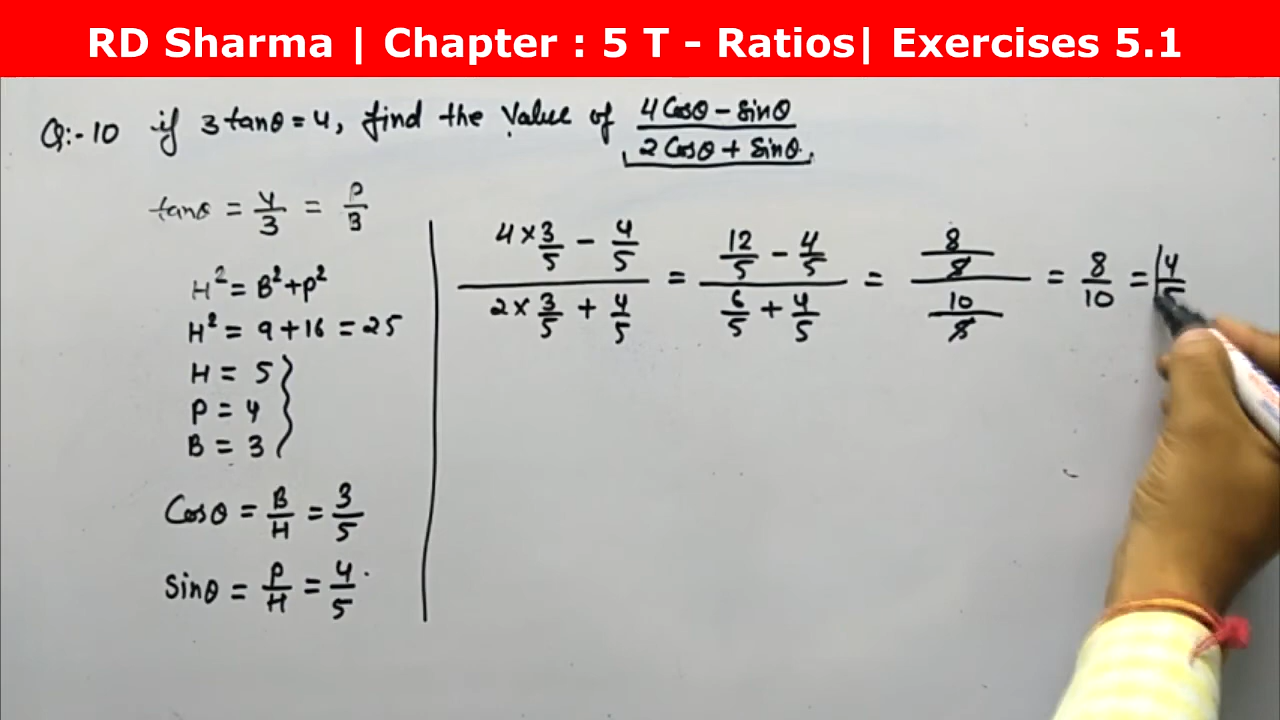 RD Sharma | Chapter : 5 T - Ratios| Exercises 5.1
Q:- 10 if 3 tanθ = 4, find the Value of (4 Cosθ - Sinθ)/(2 Cosθ + Sinθ)
tanθ = 4/3 = P/B
H² = B² + P²
H² = 9 + 16 = 25
H = 5
P = 4
B = 3
Cosθ = B/H = 3/5
Sinθ = P/H = 4/5
(4 × 3/5 - 4/5)/(2 × 3/5 + 4/5) = (12/5 - 4/5)/(6/5 + 4/5) = (8/5)/(10/5) = 8/10 = 4/5